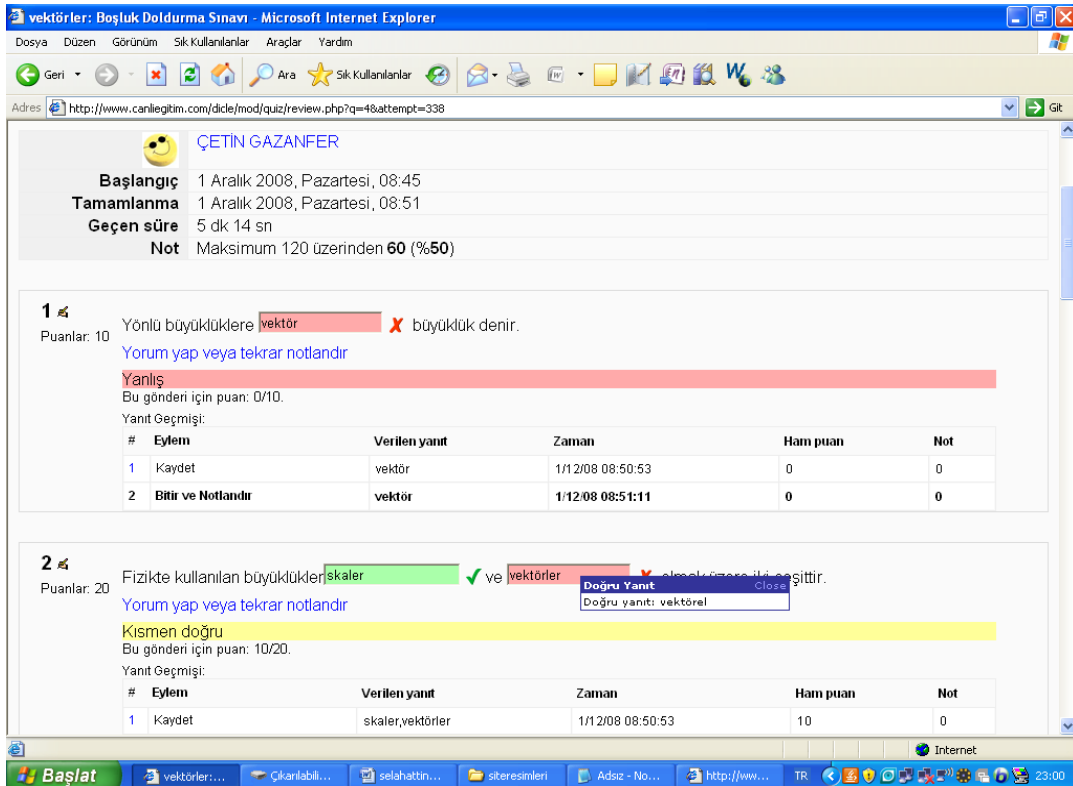 vektörler: Boşluk Doldurma Sınavı - Microsoft Internet Explorer
Dosya Düzen Görünüm Sık Kullanılanlar Araçlar Yardım
Geri Ara Sık Kullanılanlar
Adres http://www.canliegitim.com/dicle/mod/quiz/review.php?q=4&attempt=338 Git
ÇETİN GAZANFER
Başlangıç 1 Aralık 2008, Pazartesi, 08:45
Tamamlanma 1 Aralık 2008, Pazartesi, 08:51
Geçen süre 5 dk 14 sn
Not Maksimum 120 üzerinden 60 (%50)
1
Puanlar: 10
Yönlü büyüklüklere vektör büyüklük denir.
Yorum yap veya tekrar notlandır
Yanlış
Bu gönderi için puan: 0/10.
Yanıt Geçmişi:
# Eylem Verilen yanıt Zaman Ham puan Not
1 Kaydet vektör 1/12/08 08:50:53 0 0
2 Bitir ve Notlandır vektör 1/12/08 08:51:11 0 0
2
Puanlar: 20
Fizikte kullanılan büyüklükler skaler ve vektörler olmak üzere iki çeşittir.
Doğru Yanıt Close
Doğru yanıt: vektörel
Yorum yap veya tekrar notlandır
Kısmen doğru
Bu gönderi için puan: 10/20.
Yanıt Geçmişi:
# Eylem Verilen yanıt Zaman Ham puan Not
1 Kaydet skaler,vektörler 1/12/08 08:50:53 10 0
Internet
Başlat vektörler:... Çıkarılabili... selahattin... siteresimleri Adsız - No... http://ww... TR 23:00